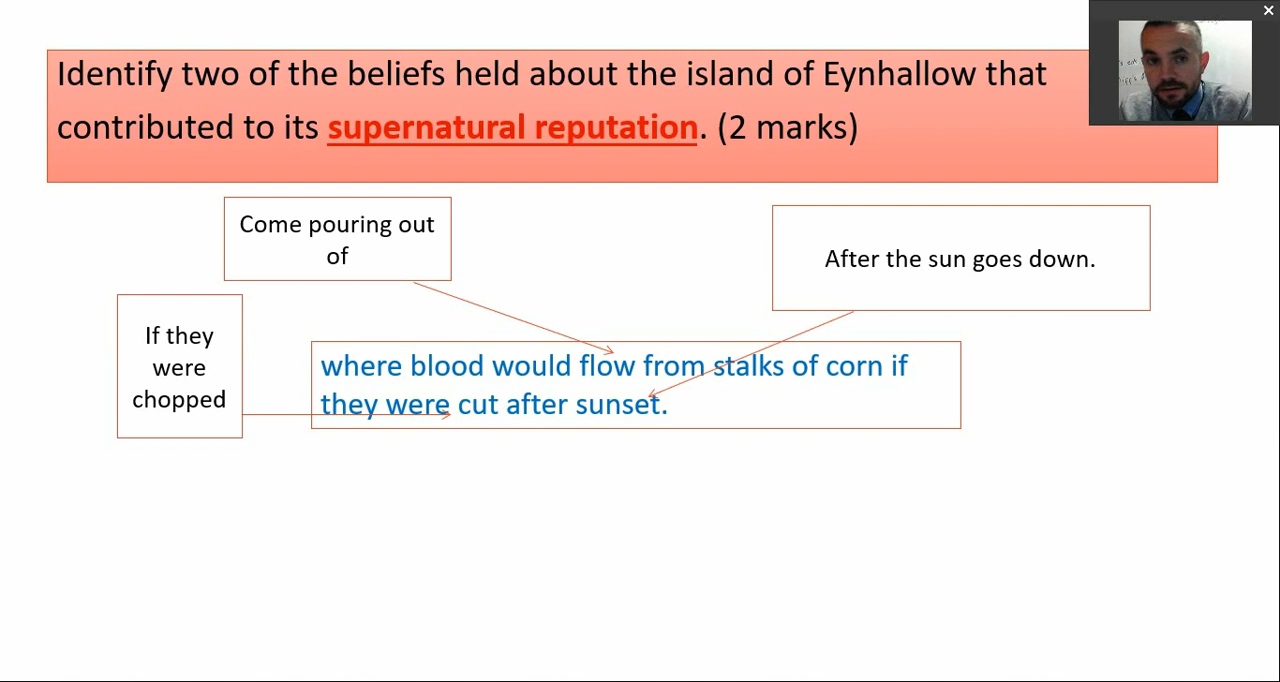 Identify two of the beliefs held about the island of Eynhallow that
contributed to its supernatural reputation. (2 marks)
Come pouring out
of
After the sun goes down.
If they
were
chopped
where blood would flow from stalks of corn if
they were cut after sunset.